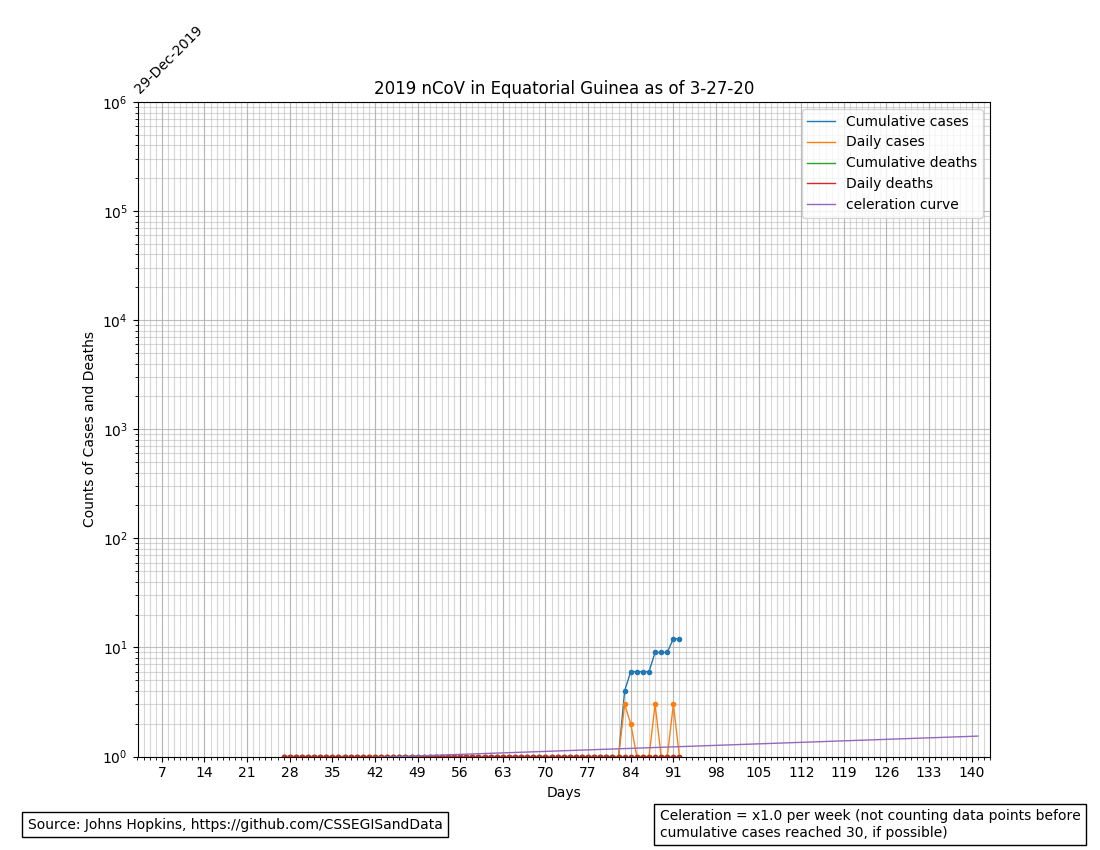 29-Dec-2019
2019 nCoV in Equatorial Guinea as of 3-27-20
Cumulative cases
Daily cases
Cumulative deaths
Daily deaths
celeration curve
Counts of Cases and Deaths
10^6
10^5
10^4
10^3
10^2
10^1
10^0
7 14 21 28 35 42 49 56 63 70 77 84 91 98 105 112 119 126 133 140
Days
Source: Johns Hopkins, https://github.com/CSSEGISandData
Celeration = x1.0 per week (not counting data points before
cumulative cases reached 30, if possible)